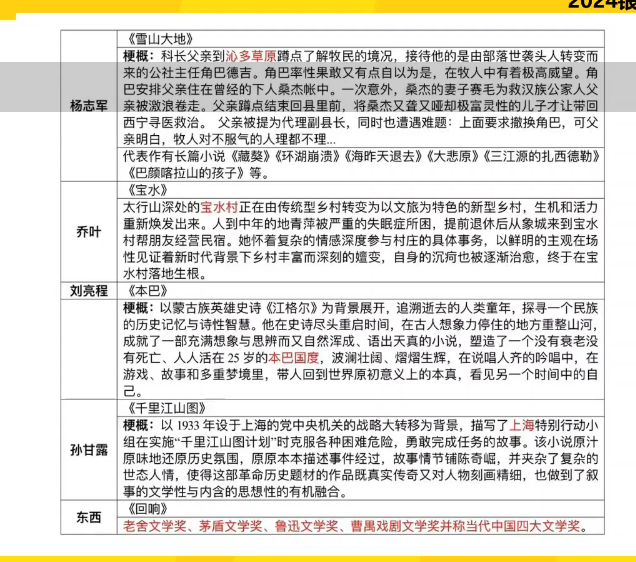 2024银
《雪山大地》
梗概：科长父亲到沁多草原蹲点了解牧民的境况，接待他的是由部落世袭头人转变而
来的公社主任角巴德吉。角巴率性果敢又有点自以为是，在牧人中有着极高威望。角
巴安排父亲住在曾经的下人桑杰帐中。一次意外，桑杰的妻子赛毛为救汉族公家人父
杨志军
亲被激浪卷走。父亲蹲点结束回县里前，将桑杰又聋又哑却极富灵性的儿子才让带回
西宁寻医救治。 父亲被提为代理副县长，同时也遭遇难题：上面要求撤换角巴，可父
亲明白，牧人对不服气的人理都不理...
代表作有长篇小说《藏獒》《环湖崩溃》《海昨天退去》《大悲原》《三江源的扎西德勒》
《巴颜喀拉山的孩子》等。
《宝水》
太行山深处的宝水村正在由传统型乡村转变为以文旅为特色的新型乡村，生机和活力
重新焕发出来。人到中年的地青萍被严重的失眠症所困，提前退休后从象城来到宝水
乔叶
村帮朋友经营民宿。她怀着复杂的情感深度参与村庄的具体事务，以鲜明的主观在场
性见证着新时代背景下乡村丰富而深刻的嬗变，自身的沉疴也被逐渐治愈，终于在宝
水村落地生根。
刘亮程 《本巴》
梗概：以蒙古族英雄史诗《江格尔》为背景展开，追溯逝去的人类童年，探寻一个民族
的历史记忆与诗性智慧。他在史诗尽头重启时间，在古人想象力停住的地方重整山河，
成就了一部充满想象与思辨而又自然浑成、语出天真的小说，塑造了一个没有衰老没
有死亡、人人活在 25 岁的本巴国度，波澜壮阔、熠熠生辉，在说唱人齐的吟唱中，在
游戏、故事和多重梦境里，带人回到世界原初意义上的本真，看见另一个时间中的自
己。
《千里江山图》
梗概：以 1933 年设于上海的党中央机关的战略大转移为背景，描写了上海特别行动小
组在实施“千里江山图计划”时克服各种困难危险，勇敢完成任务的故事。该小说原汁
孙甘露
原味地还原历史氛围，原原本本描述事件经过，故事情节铺陈奇崛，并夹杂了复杂的
世态人情，使得这部革命历史题材的作品既真实传奇又对人物刻画精细，也做到了叙
事的文学性与内含的思想性的有机融合。
东西
《回响》
老舍文学奖、茅盾文学奖、鲁迅文学奖、曹禺戏剧文学奖并称当代中国四大文学奖。